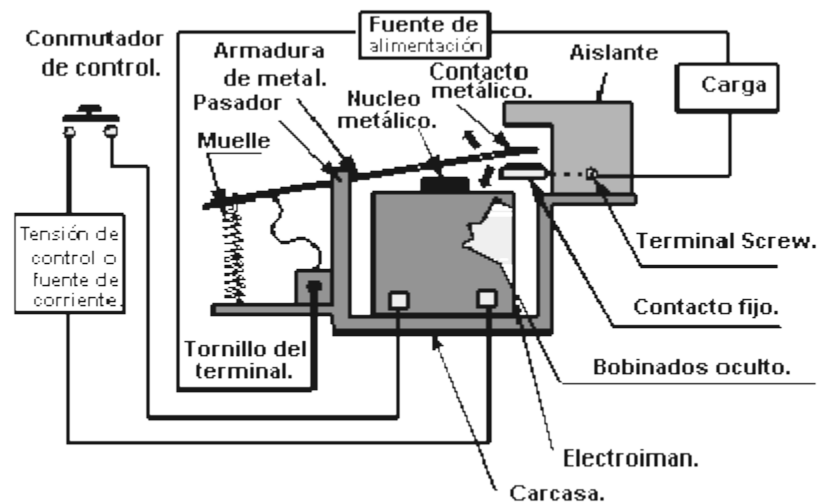 Fuente de
alimentación
Conmutador
de control.
Armadura
de metal.
Pasador
Contacto
metálico.
Aislante
Nucleo
metálico.
Carga
Muelle
Tensión de
control o
fuente de
corriente.
Terminal Screw.
Contacto fijo.
Tornillo del
terminal.
Bobinados oculto.
Electroiman.
Carcasa.